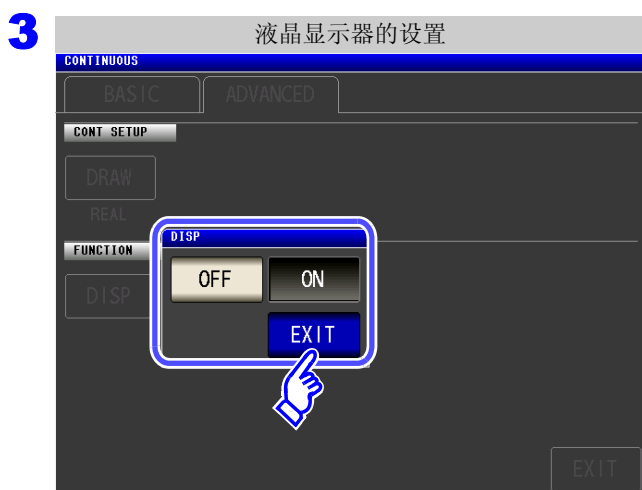 3
液晶显示器的设置
CONTINUOUS
BASIC ADVANCED
CONT SETUP
DRAW
REAL
FUNCTION
DISP
DISP
OFF ON
EXIT
EXIT